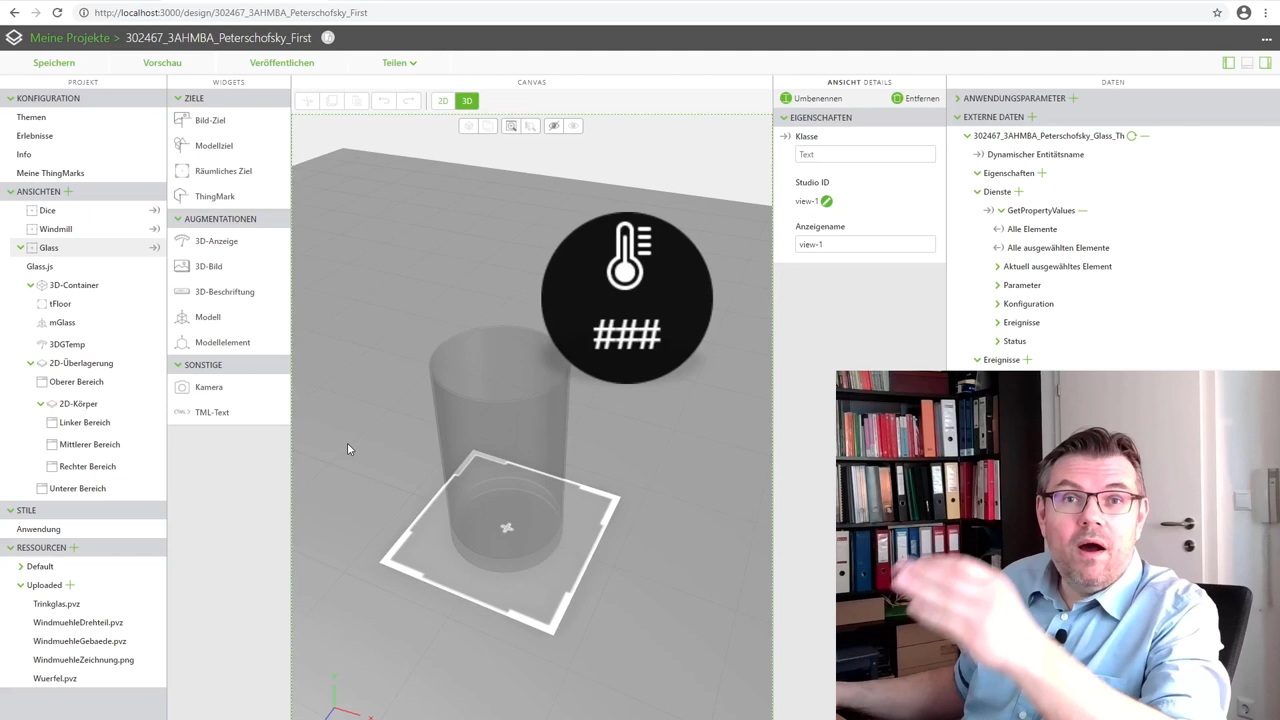 http://localhost:3000/design/302467_3AHMBA_Peterschofsky_First
Meine Projekte > 302467_3AHMBA_Peterschofsky_First
Speichern
Vorschau
Veröffentlichen
Teilen
PROJEKT
KONFIGURATION
Themen
Erlebnisse
Info
Meine ThingMarks
ANSICHTEN
Dice
Windmill
Glass
Glass.js
3D-Container
tFloor
mGlass
3DGTemp
2D-Überlagerung
Oberer Bereich
2D-Körper
Linker Bereich
Mittlerer Bereich
Rechter Bereich
Unterer Bereich
STILE
Anwendung
RESSOURCEN
Default
Uploaded
Trinkglas.pvz
WindmuehleDrehteil.pvz
WindmuehleGebaede.pvz
WindmuehleZeichnung.png
Wuerfel.pvz
WIDGETS
ZIELE
Bild-Ziel
Modellziel
Räumliches Ziel
ThingMark
AUGMENTATIONEN
3D-Anzeige
3D-Bild
3D-Beschriftung
Modell
Modellelement
SONSTIGE
Kamera
TML-Text
CANVAS
2D
3D
###
x
ANSICHT DETAILS
Umbenennen
Entfernen
EIGENSCHAFTEN
Klasse
Text
Studio ID
view-1
Anzeigename
view-1
DATEN
ANWENDUNGSPARAMETER
EXTERNE DATEN
302467_3AHMBA_Peterschofsky_Glass_Th
Dynamischer Entitätsname
Eigenschaften
Dienste
GetPropertyValues
Alle Elemente
Alle ausgewählten Elemente
Aktuell ausgewähltes Element
Parameter
Konfiguration
Ereignisse
Status
Ereignisse